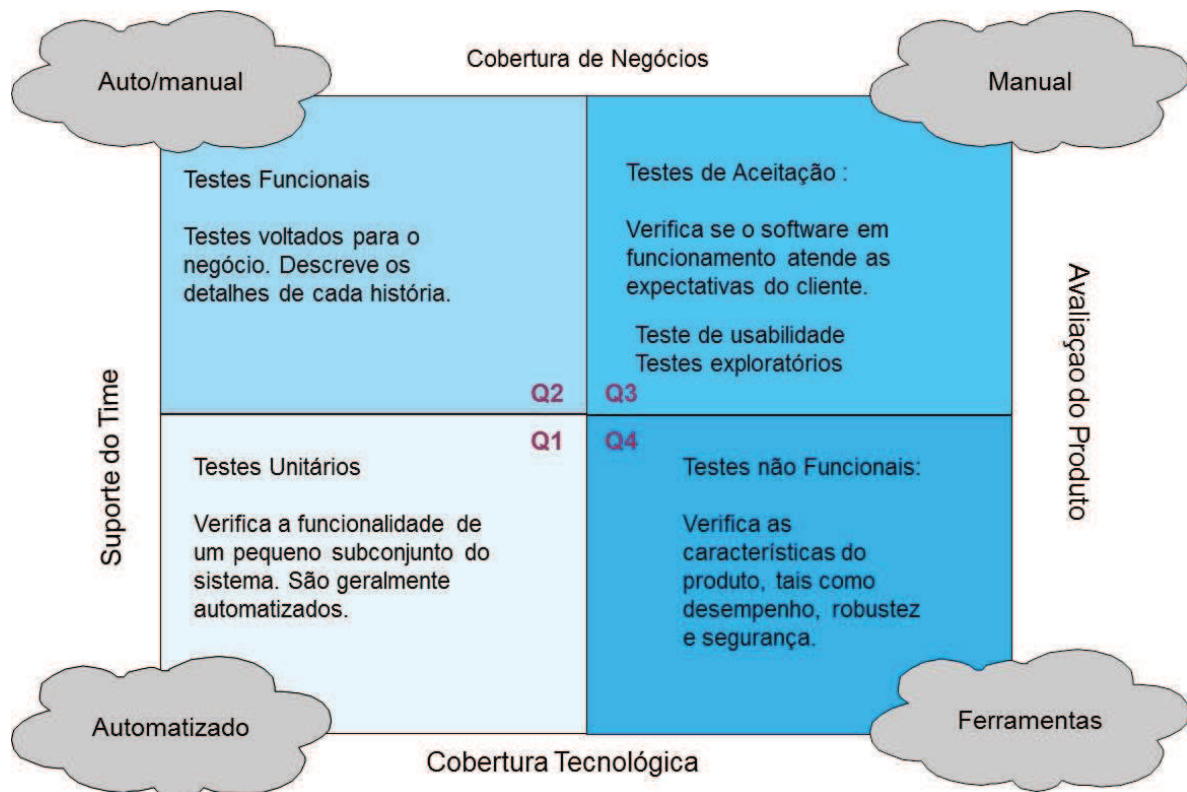 Cobertura de Negócios
Auto/manual
Manual
Testes Funcionais
Testes voltados para o
negócio. Descreve os
detalhes de cada história.
Q2
Testes de Aceitação :
Verifica se o software em
funcionamento atende as
expectativas do cliente.
Teste de usabilidade
Testes exploratórios
Q3
Suporte do Time
Avaliaçao do Produto
Q1
Testes Unitários
Verifica a funcionalidade de
um pequeno subconjunto do
sistema. São geralmente
automatizados.
Q4
Testes não Funcionais:
Verifica as
características do
produto, tais como
desempenho, robustez
e segurança.
Automatizado
Ferramentas
Cobertura Tecnológica